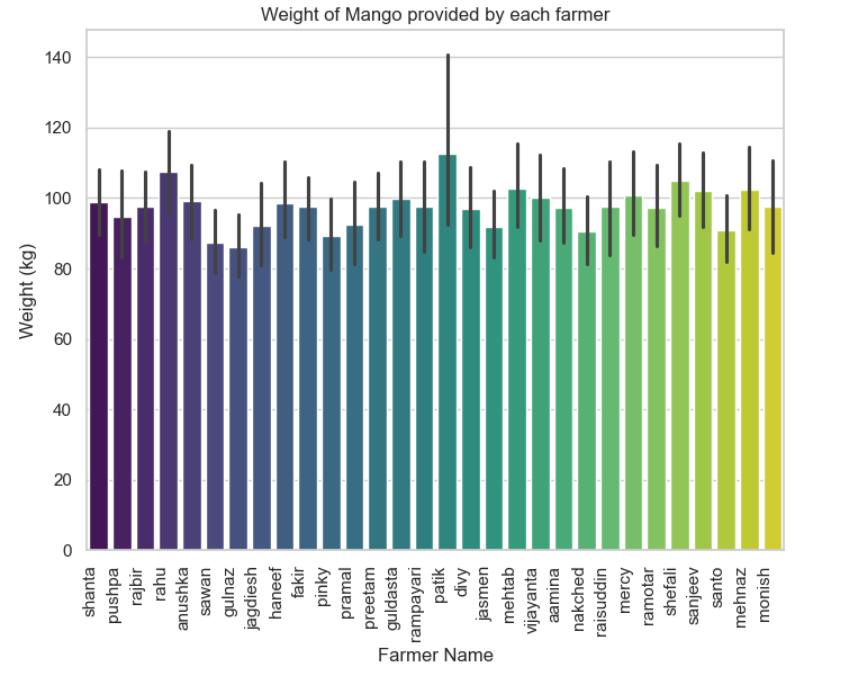 Weight of Mango provided by each farmer
Weight (kg)
140
120
100
80
60
40
20
0
shanta
pushpa
rajbir
rahu
anushka
sawan
gulnaz
jagdiesh
haneef
fakir
pinky
pramal
preetam
guldasta
rampayari
patik
divy
jasmen
mehtab
vijayanta
aamina
nakched
raisuddin
mercy
ramotar
shefali
sanjeev
santo
mehnaz
monish
Farmer Name